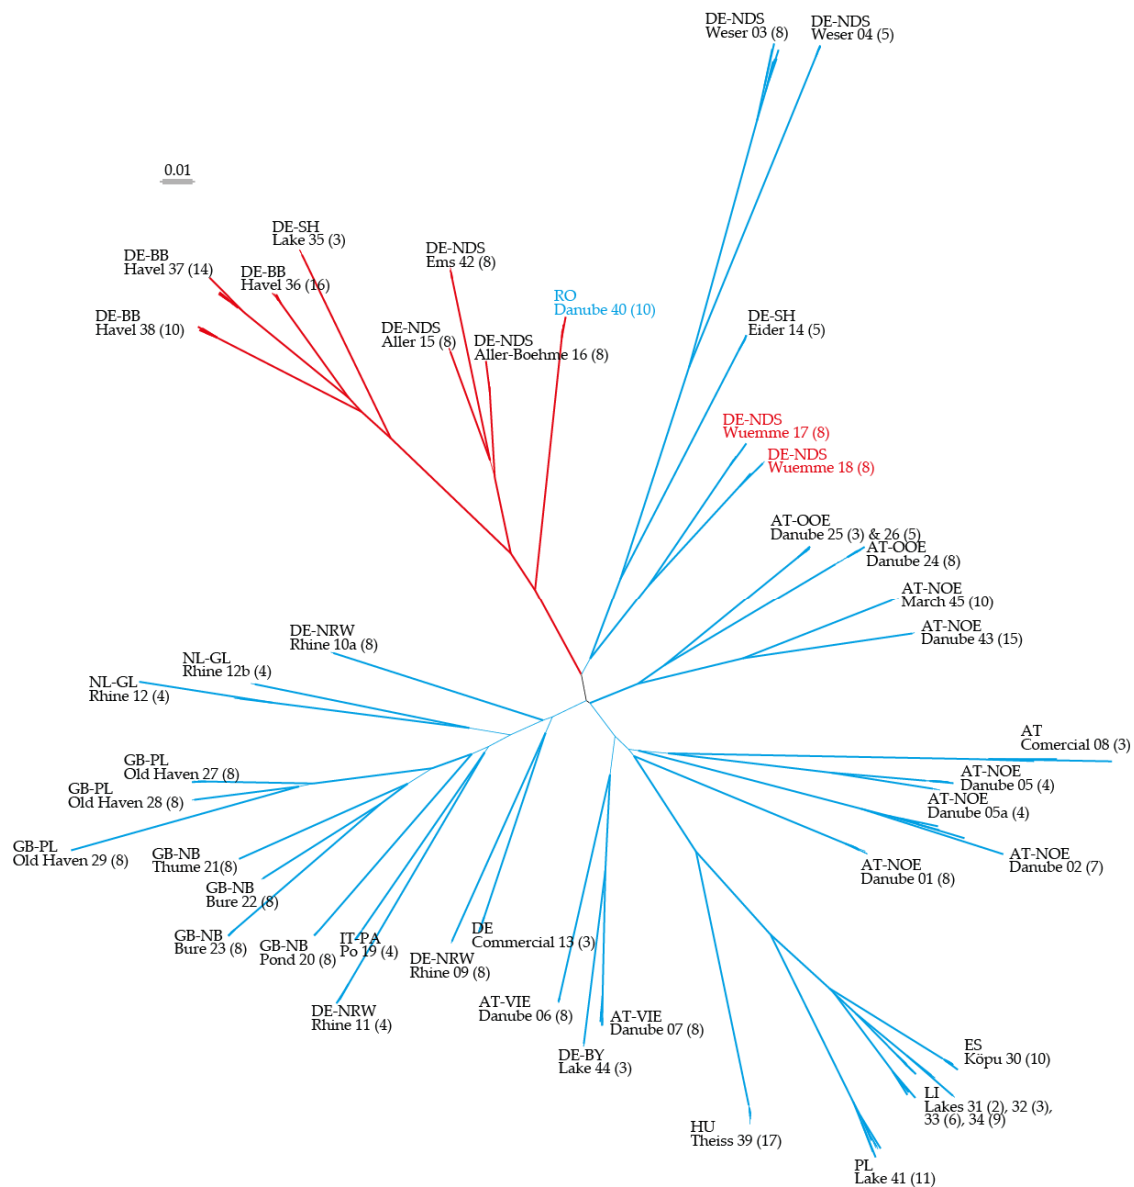 DE-NDS
Weser 03 (8)
DE-NDS
Weser 04 (5)
0.01
DE-SH
Lake 35 (3)
DE-BB
Havel 37 (14)
DE-BB
Havel 36 (16)
DE-BB
Havel 38 (10)
DE-NDS
Ems 42 (8)
DE-NDS
Aller 15 (8)
DE-NDS
Aller-Boehme 16 (8)
RO
Danube 40 (10)
DE-SH
Eider 14 (5)
DE-NDS
Wuemme 17 (8)
DE-NDS
Wuemme 18 (8)
AT-OOE
Danube 25 (3) & 26 (5)
AT-OOE
Danube 24 (8)
AT-NOE
March 45 (10)
AT-NOE
Danube 43 (15)
DE-NRW
Rhine 10a (8)
NL-GL
Rhine 12b (4)
NL-GL
Rhine 12 (4)
AT
Comercial 08 (3)
GB-PL
Old Haven 27 (8)
GB-PL
Old Haven 28 (8)
GB-PL
Old Haven 29 (8)
AT-NOE
Danube 05 (4)
AT-NOE
Danube 05a (4)
AT-NOE
Danube 02 (7)
AT-NOE
Danube 01 (8)
GB-NB
Thume 21(8)
GB-NB
Bure 22 (8)
GB-NB
Bure 23 (8)
GB-NB
Pond 20 (8)
IT-PA
Po 19 (4)
DE-NRW
Rhine 11 (4)
DE-NRW
Rhine 09 (8)
DE
Commercial 13 (3)
AT-VIE
Danube 06 (8)
AT-VIE
Danube 07 (8)
DE-BY
Lake 44 (3)
HU
Theiss 39 (17)
ES
Köpu 30 (10)
LI
Lakes 31 (2), 32 (3),
33 (6), 34 (9)
PL
Lake 41 (11)